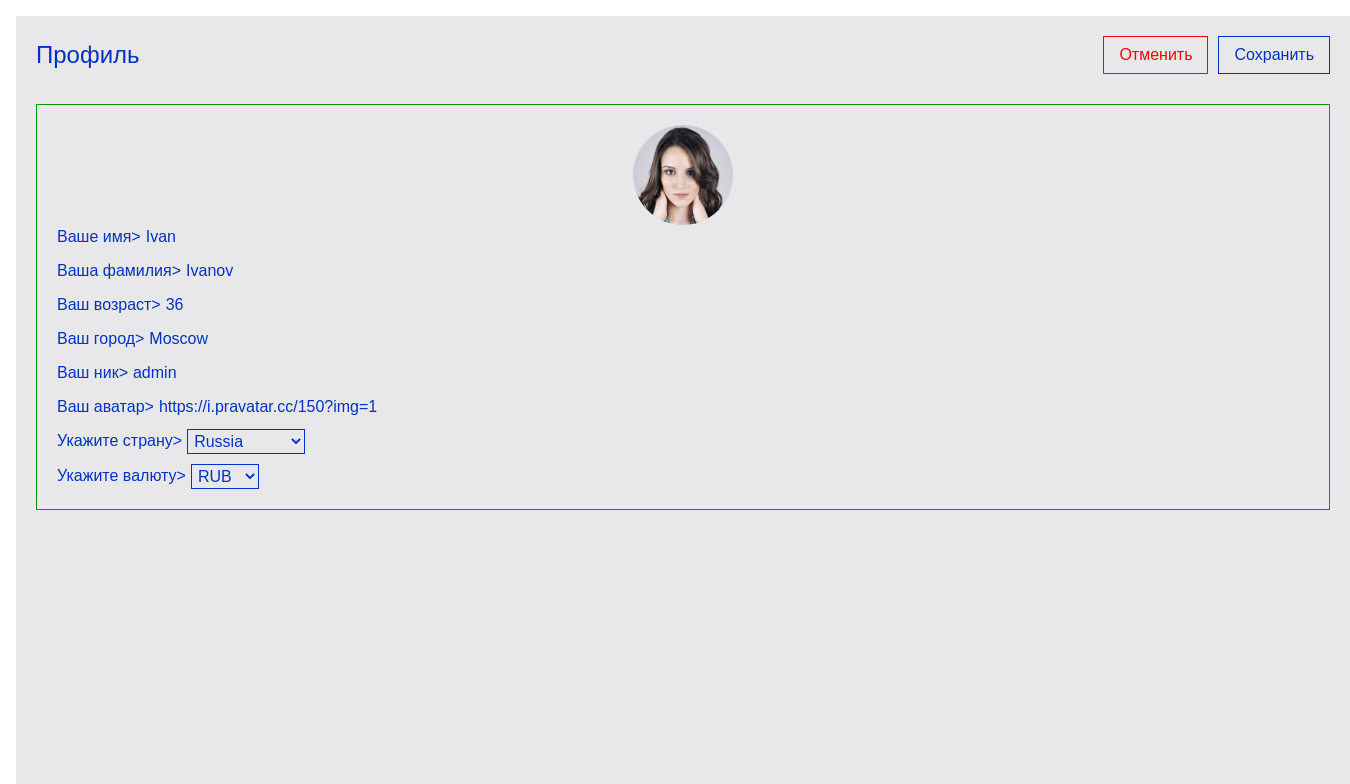 Профиль
Отменить
Сохранить
Ваше имя> Ivan
Ваша фамилия> Ivanov
Ваш возраст> 36
Ваш город> Moscow
Ваш ник> admin
Ваш аватар> https://i.pravatar.cc/150?img=1
Укажите страну> Russia
Укажите валюту> RUB